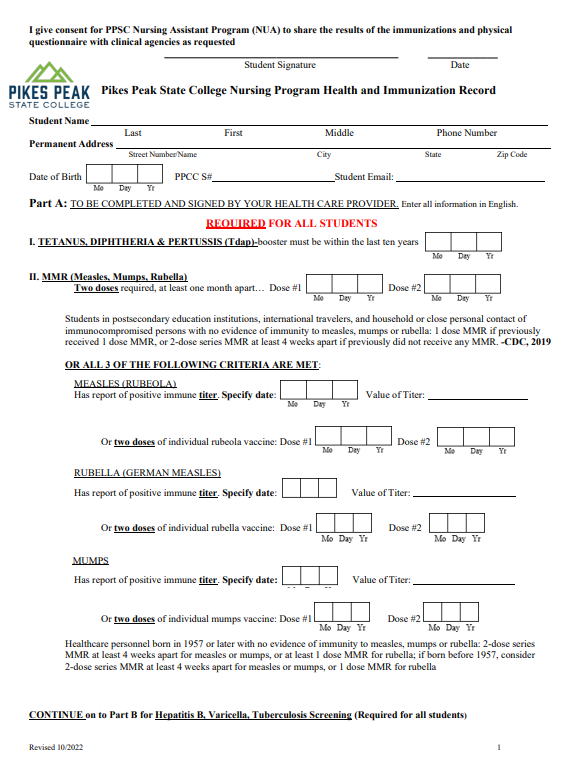 I give consent for PPSC Nursing Assistant Program (NUA) to share the results of the immunizations and physical
questionnaire with clinical agencies as requested
Student Signature Date
PIKES PEAK
STATE COLLEGE
Pikes Peak State College Nursing Program Health and Immunization Record
Student Name
Last First Middle Phone Number
Permanent Address
Street Number/Name City State Zip Code
Date of Birth PPCC S# Student Email:
Mo Day Yr
Part A: TO BE COMPLETED AND SIGNED BY YOUR HEALTH CARE PROVIDER. Enter all information in English.
REQUIRED FOR ALL STUDENTS
I. TETANUS, DIPHTHERIA & PERTUSSIS (Tdap)-booster must be within the last ten years
Mo Day Yr
II. MMR (Measles, Mumps, Rubella)
Two doses required, at least one month apart… Dose #1 Dose #2
Mo Day Yr Mo Day Yr
Students in postsecondary education institutions, international travelers, and household or close personal contact of
immunocompromised persons with no evidence of immunity to measles, mumps or rubella: 1 dose MMR if previously
received 1 dose MMR, or 2-dose series MMR at least 4 weeks apart if previously did not receive any MMR. -CDC, 2019
OR ALL 3 OF THE FOLLOWING CRITERIA ARE MET:
MEASLES (RUBEOLA)
Has report of positive immune titer. Specify date: Value of Titer:
Mo Day Yr
Or two doses of individual rubeola vaccine: Dose #1 Dose #2
Mo Day Yr Mo Day Yr
RUBELLA (GERMAN MEASLES)
Has report of positive immune titer. Specify date: Value of Titer:
Or two doses of individual rubella vaccine: Dose #1 Dose #2
Mo Day Yr Mo Day Yr
MUMPS
Has report of positive immune titer. Specify date: Value of Titer:
Or two doses of individual mumps vaccine: Dose #1 Dose #2
Mo Day Yr Mo Day Yr
Healthcare personnel born in 1957 or later with no evidence of immunity to measles, mumps or rubella: 2-dose series
MMR at least 4 weeks apart for measles or mumps, or at least 1 dose MMR for rubella; if born before 1957, consider
2-dose series MMR at least 4 weeks apart for measles or mumps, or 1 dose MMR for rubella
CONTINUE on to Part B for Hepatitis B, Varicella, Tuberculosis Screening (Required for all students)
Revised 10/2022 1